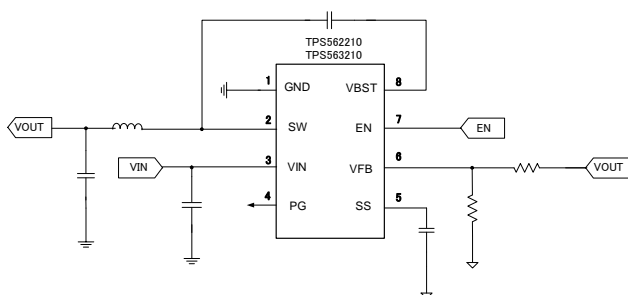 TPS562210
TPS563210
1 GND VBST 8
VOUT 2 SW EN 7 EN
VIN 3 VIN VFB 6 VOUT
4 PG SS 5